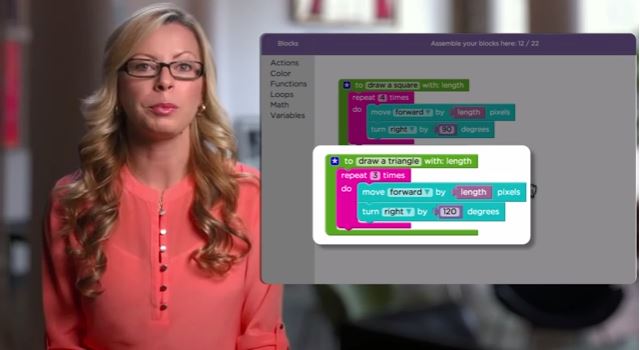 Blocks
Assemble your blocks here: 12 / 22
Actions
Color
Functions
Loops
Math
Variables
to draw a square with: length
repeat 4 times
do
move forward by length pixels
turn right by 90 degrees
to draw a triangle with: length
repeat 3 times
do
move forward by length pixels
turn right by 120 degrees